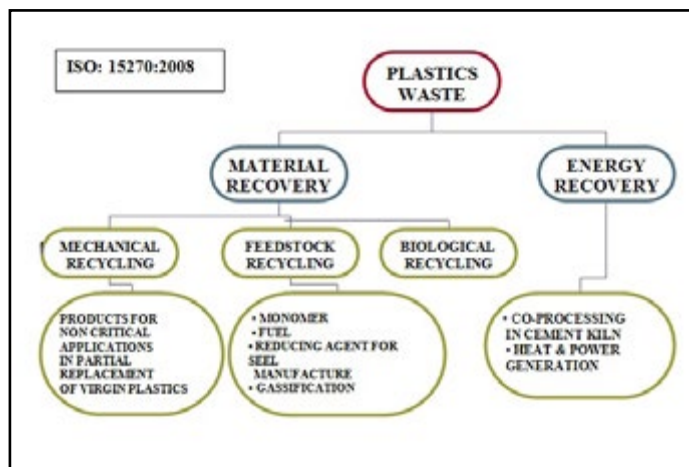 ISO: 15270:2008
PLASTICS
WASTE
MATERIAL
RECOVERY
ENERGY
RECOVERY
MECHANICAL
RECYCLING
FEEDSTOCK
RECYCLING
BIOLOGICAL
RECYCLING
PRODUCTS FOR
NON CRITICAL
APPLICATIONS
IN PARTIAL
REPLACEMENT
OF VIRGIN PLASTICS
• MONOMER
• FUEL
• REDUCING AGENT FOR
SEEL
MANUFACTURE
• GASSIFICATION
• CO-PROCESSING
IN CEMENT KILN
• HEAT & POWER
GENERATION